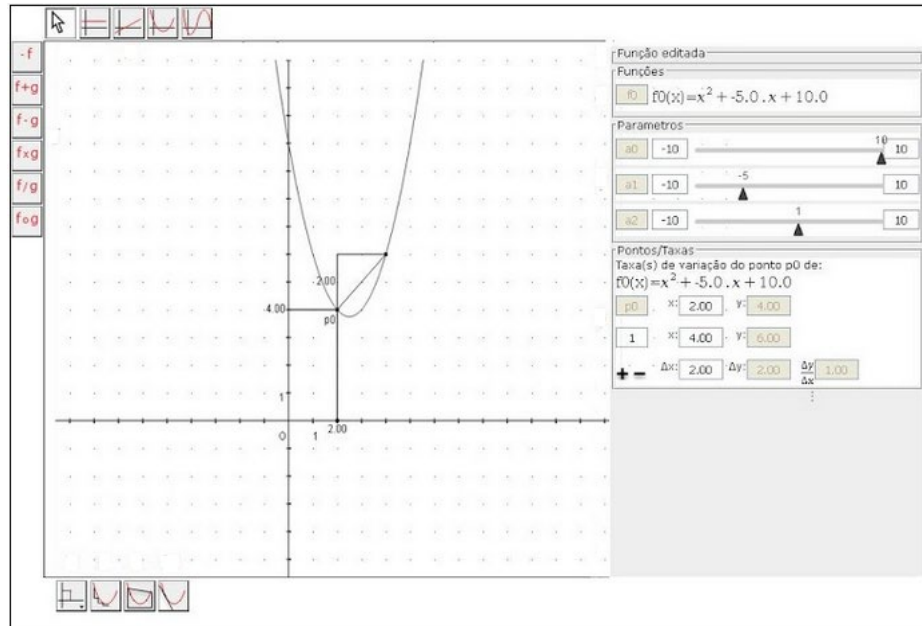 -f
f+g
f-g
fxg
f/g
fog
2.00
4.00
p0
1
O 1 2.00
Função editada
Funções
f0 f0(x)=x² + -5.0 . x + 10.0
Parametros
10
a0 -10 10
-5
a1 -10 10
1
a2 -10 10
Pontos/Taxas
Taxa(s) de variação do ponto p0 de:
f0(x)=x² + -5.0 . x + 10.0
p0 x: 2.00 y: 4.00
1 x: 4.00 y: 6.00
+ - Δx: 2.00 Δy: 2.00 Δy/Δx 1.00